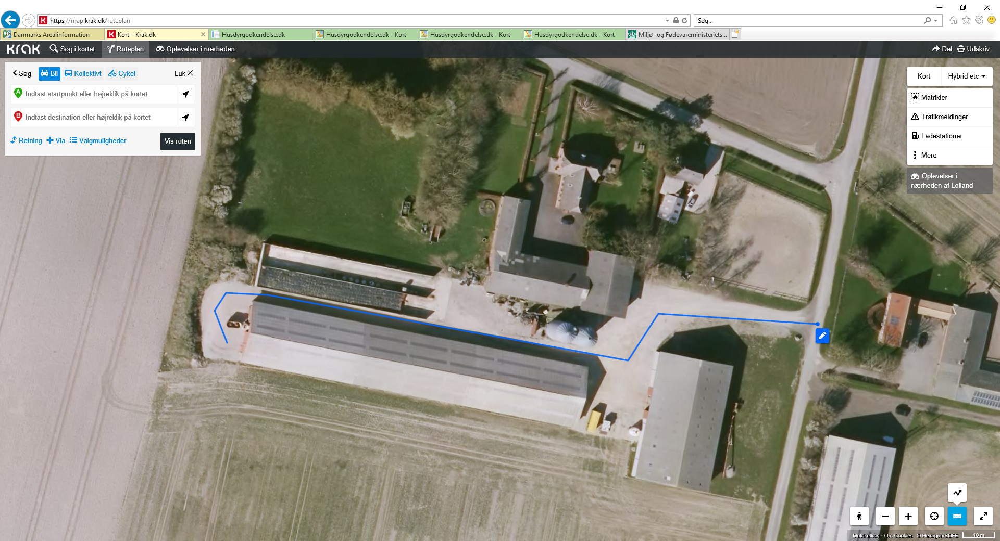 https://map.krak.dk/ruteplan
Søg...
Danmarks Arealinformation
Kort – Krak.dk
Husdyrgodkendelse.dk
Husdyrgodkendelse.dk - Kort
Husdyrgodkendelse.dk - Kort
Husdyrgodkendelse.dk - Kort
Miljø- og Fødevareministeriets...
krak
Søg i kortet
Ruteplan
Oplevelser i nærheden
Del
Udskriv
Søg
Bil
Kollektivt
Cykel
Luk
A
Indtast startpunkt eller højreklik på kortet
B
Indtast destination eller højreklik på kortet
Retning
Via
Valgmuligheder
Vis ruten
Kort
Hybrid etc
Matrikler
Trafikmeldinger
Ladestationer
Mere
Oplevelser i
nærheden af Lolland
Matrikelkort · Om Cookies © Hexagon/SDFE
10 m